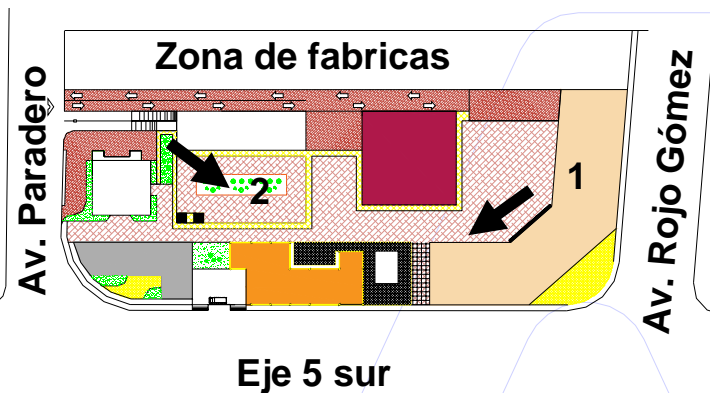 Zona de fabricas
Av. Paradero
1
2
Av. Rojo Gómez
Eje 5 sur